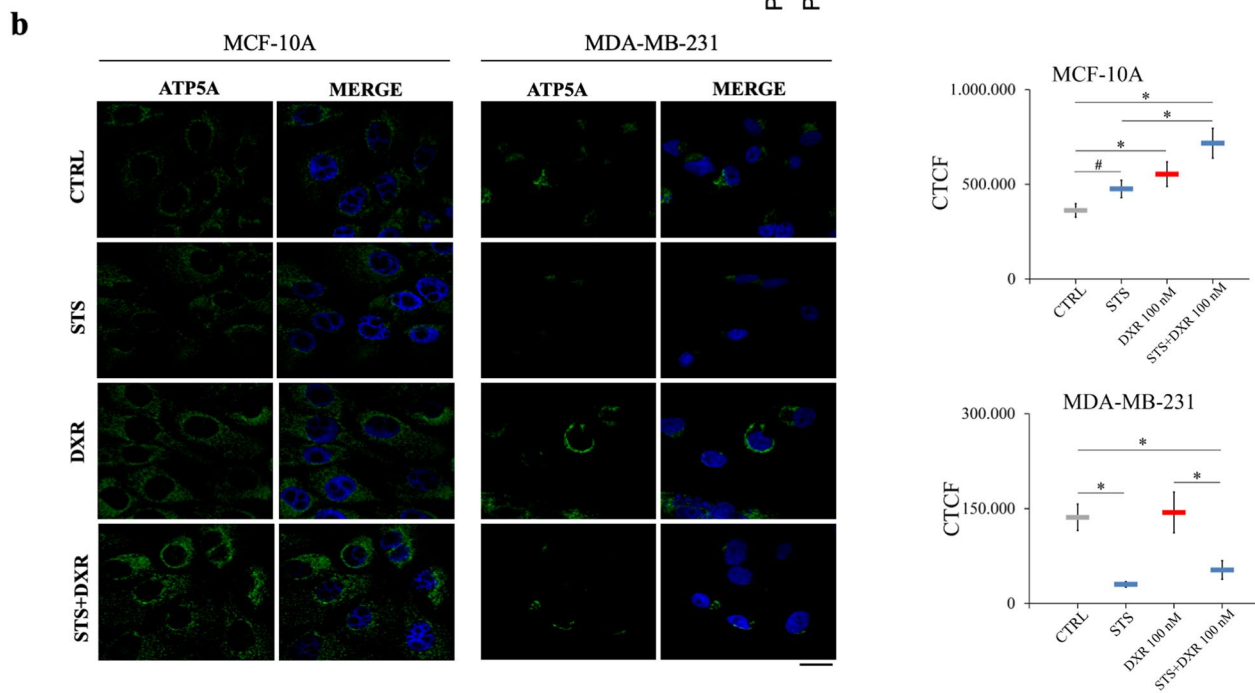 b
P
P
MCF-10A
MDA-MB-231
ATP5A
MERGE
ATP5A
MERGE
CTRL
STS
DXR
STS+DXR
MCF-10A
1.000.000
500.000
0
CTCF
*
*
*
#
CTRL
STS
DXR 100 nM
STS+DXR 100 nM
MDA-MB-231
300.000
150.000
0
CTCF
*
*
*
CTRL
STS
DXR 100 nM
STS+DXR 100 nM